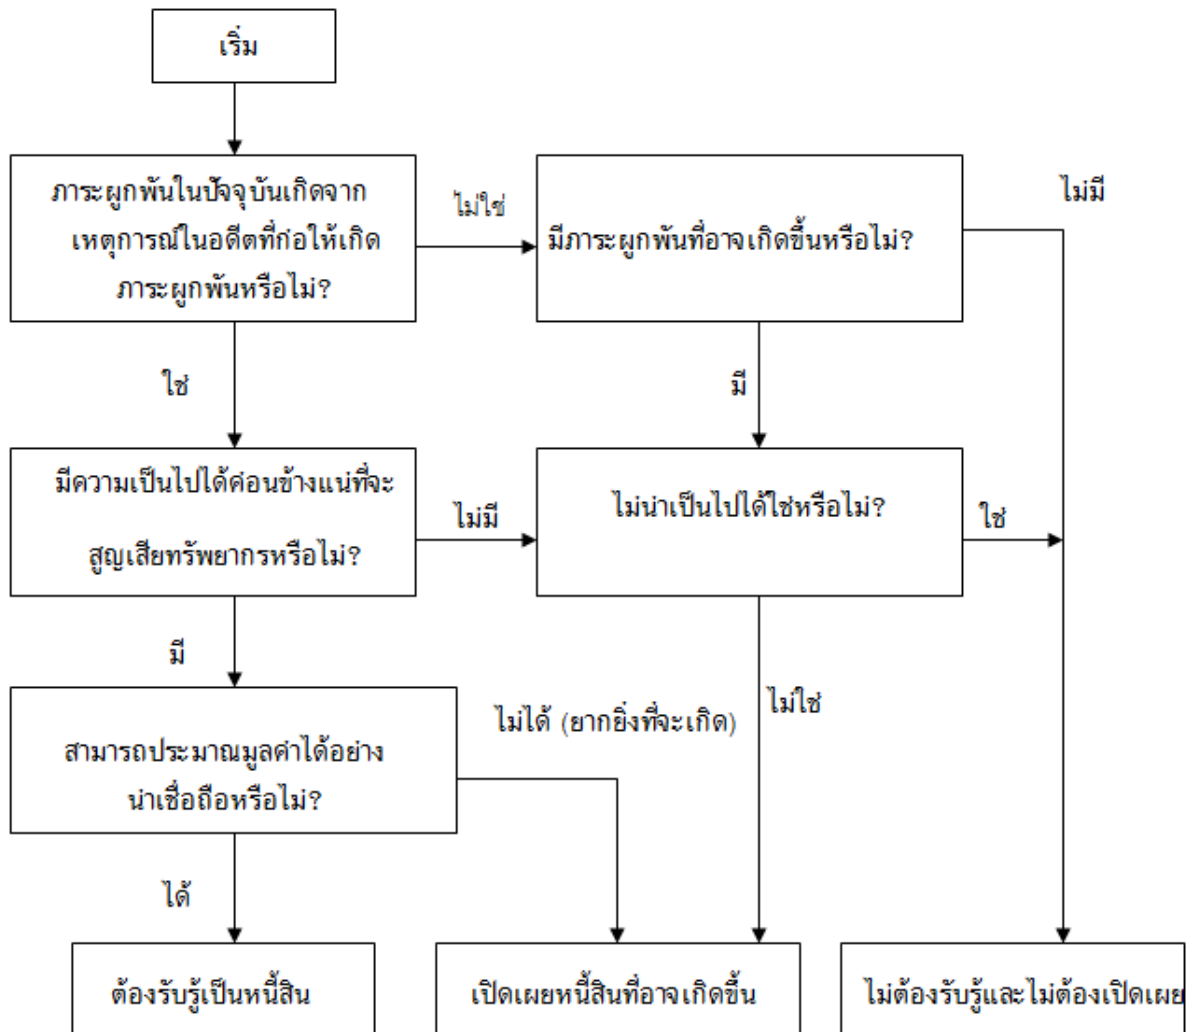 เริ่ม
ภาระผูกพันในปัจจุบันเกิดจาก
เหตุการณ์ในอดีตที่ก่อให้เกิด
ภาระผูกพันหรือไม่?
ไม่ใช่
มีภาระผูกพันที่อาจเกิดขึ้นหรือไม่?
ไม่มี
ใช่
มี
มีความเป็นไปได้ค่อนข้างแน่ที่จะ
สูญเสียทรัพยากรหรือไม่?
ไม่มี
ไม่น่าเป็นไปได้ใช่หรือไม่?
ใช่
มี
ไม่ได้ (ยากยิ่งที่จะเกิด)
ไม่ใช่
สามารถประมาณมูลค่าได้อย่าง
น่าเชื่อถือหรือไม่?
ได้
ต้องรับรู้เป็นหนี้สิน
เปิดเผยหนี้สินที่อาจเกิดขึ้น
ไม่ต้องรับรู้และไม่ต้องเปิดเผย